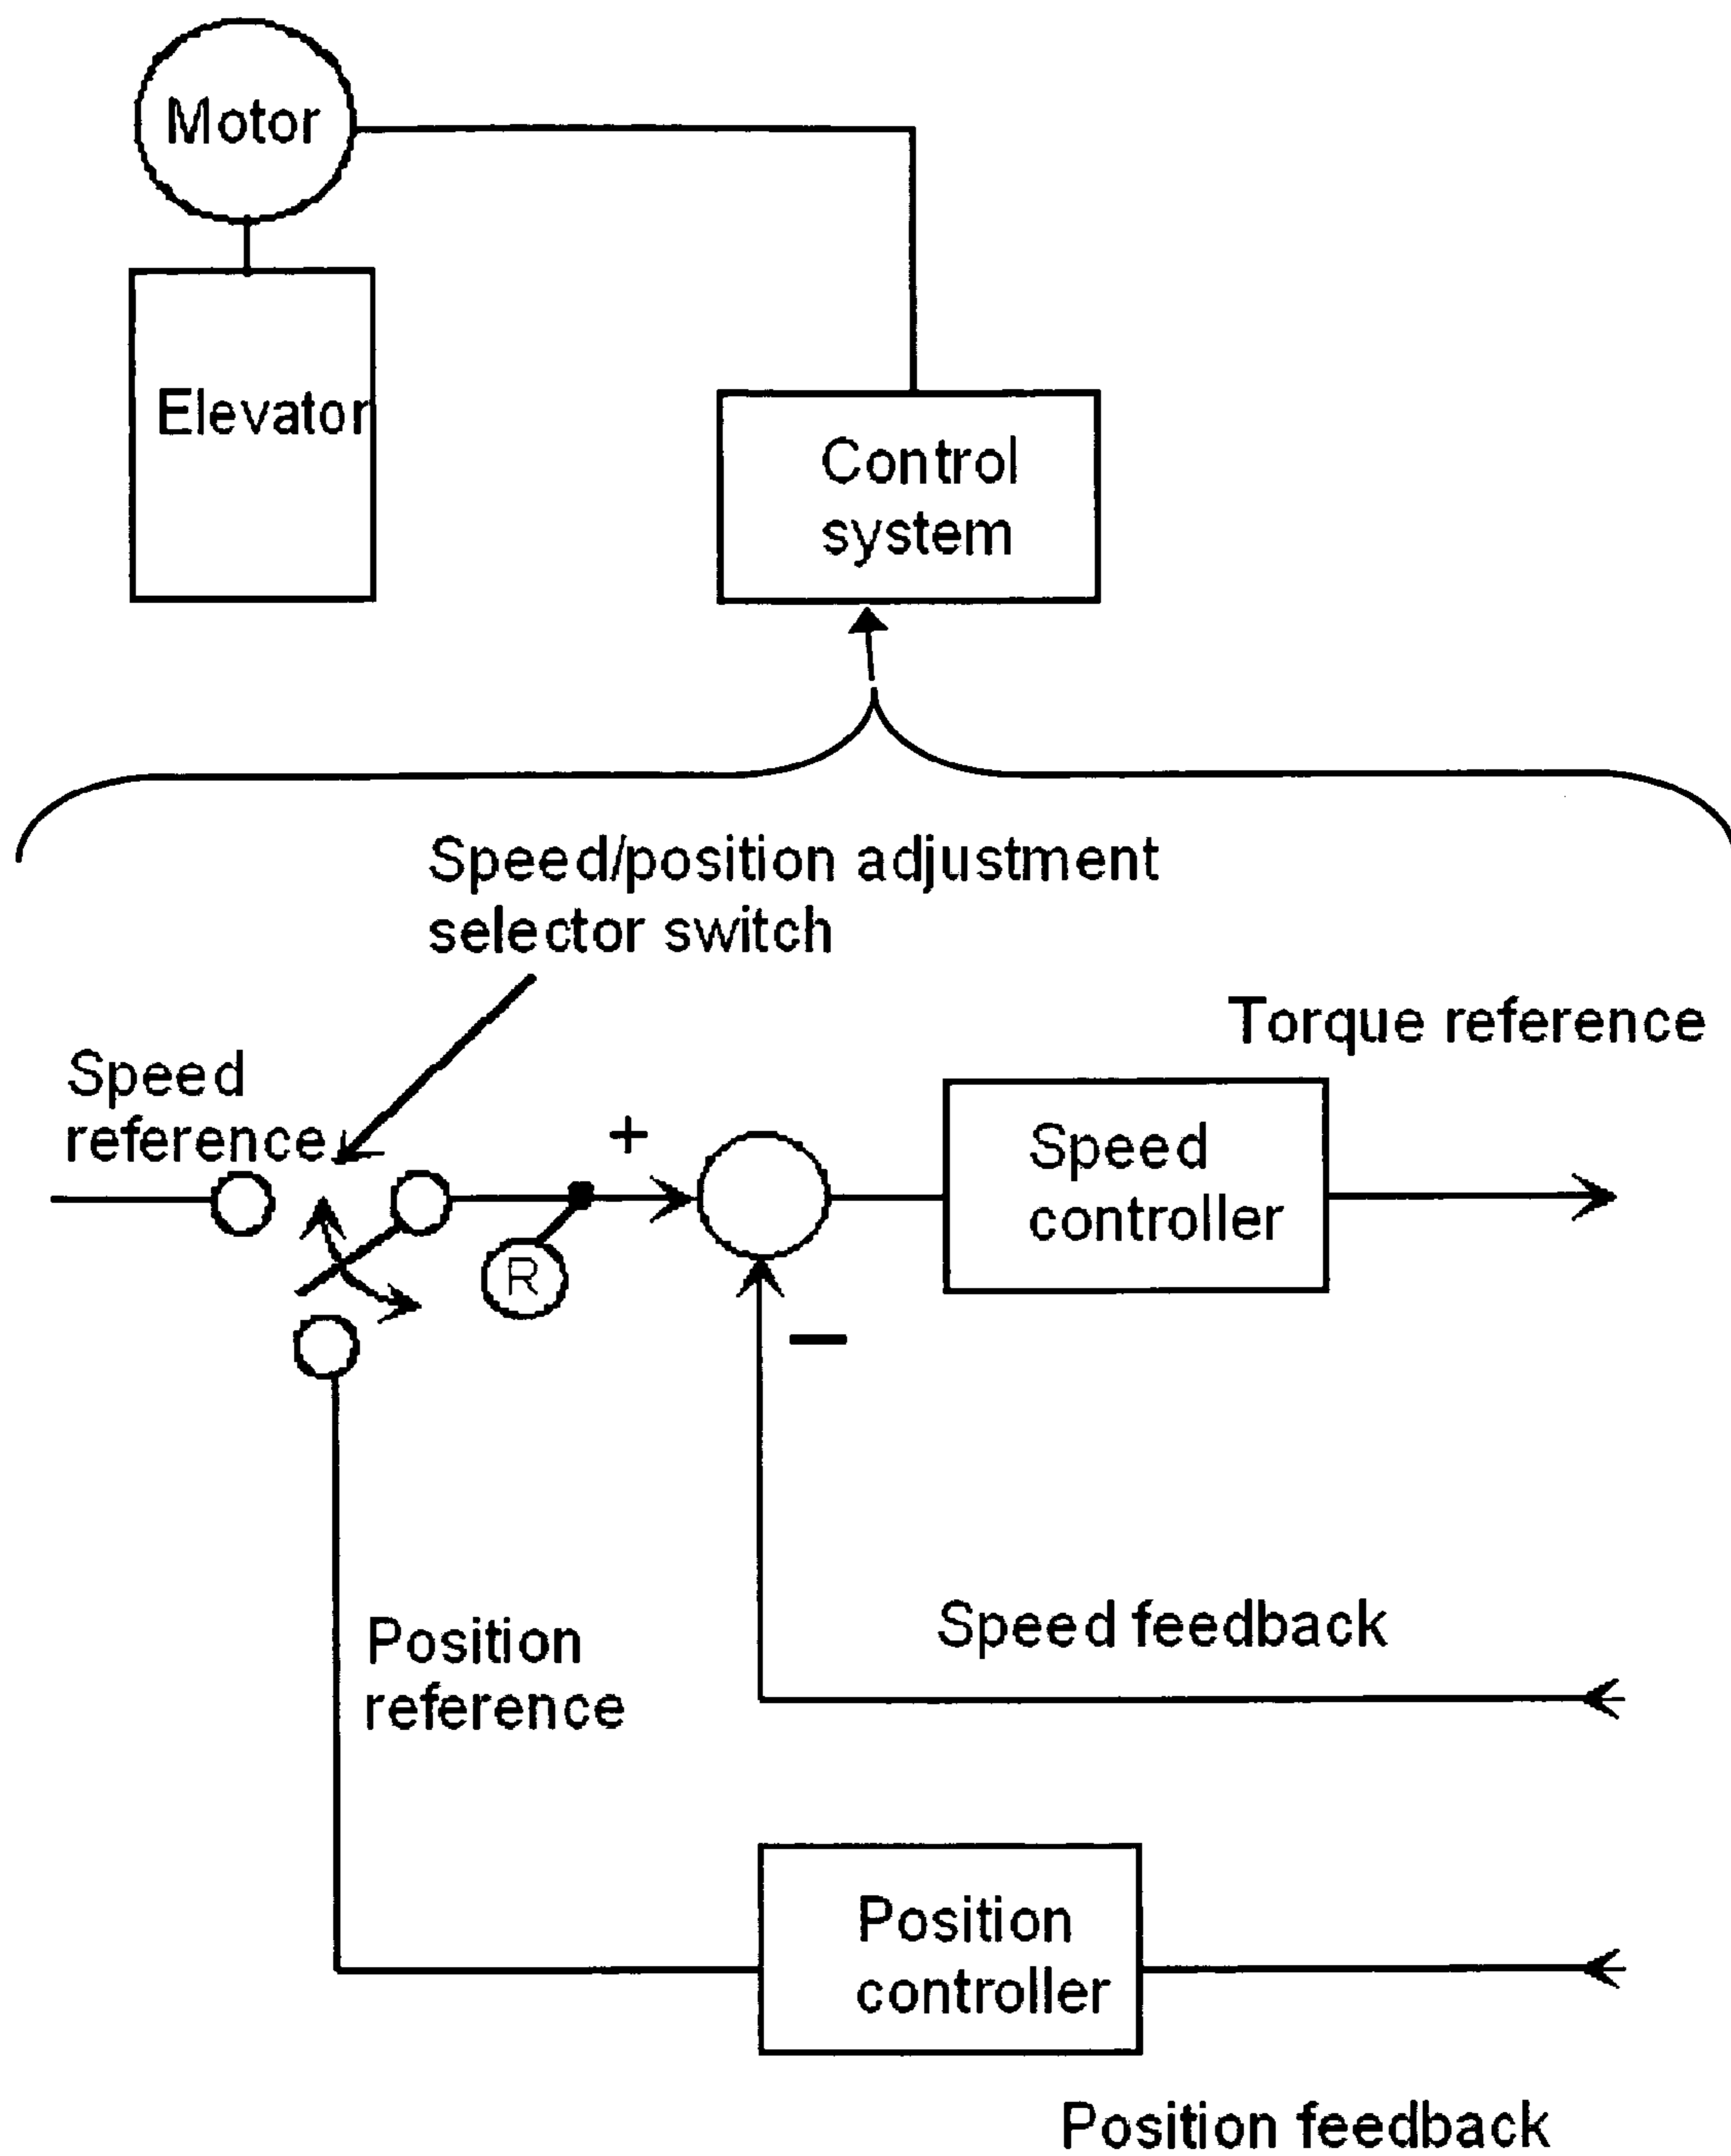 Motor
Elevator
Control
system
Speed/position adjustment
selector switch
Torque reference
Speed
reference
+
Speed
controller
R
Position
reference
Speed feedback
Position
controller
Position feedback